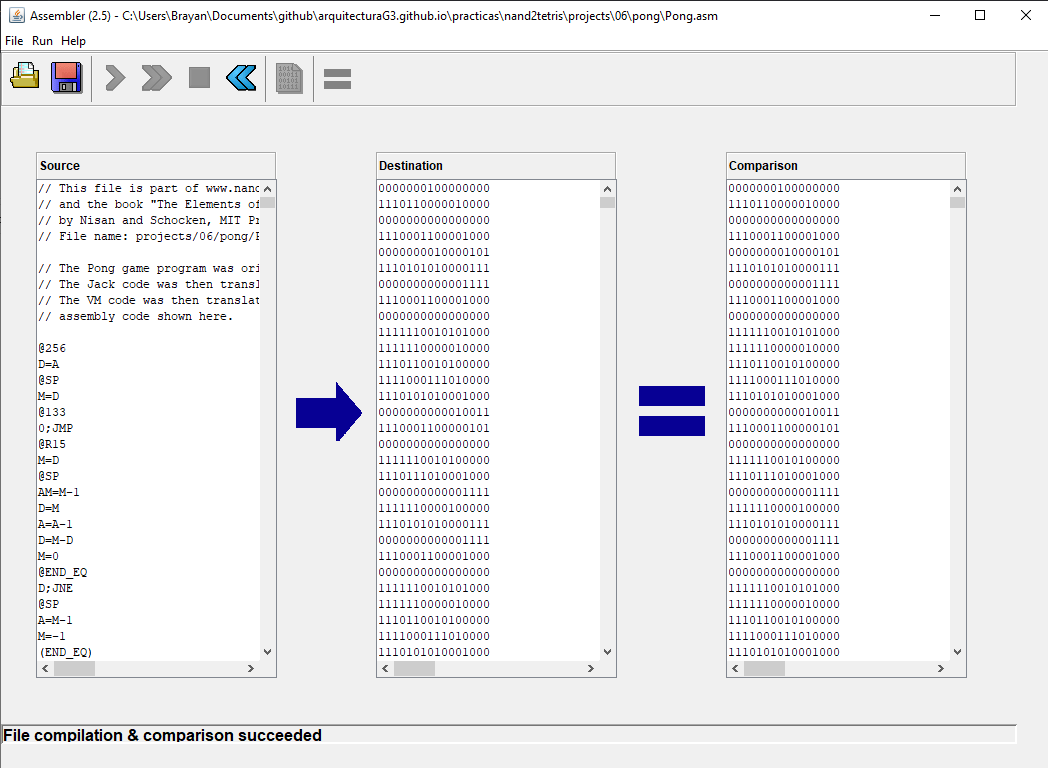 Assembler (2.5) - C:\Users\Brayan\Documents\github\arquitecturaG3.github.io\practicas\nand2tetris\projects\06\pong\Pong.asm
File Run Help
Source
// This file is part of www.nand
// and the book "The Elements of
// by Nisan and Schocken, MIT Pr
// File name: projects/06/pong/P
// The Pong game program was ori
// The Jack code was then transl
// The VM code was then translat
// assembly code shown here.
@256
D=A
@SP
M=D
@133
0;JMP
@R15
M=D
@SP
AM=M-1
D=M
A=A-1
D=M-D
M=0
@END_EQ
D;JNE
@SP
A=M-1
M=-1
(END_EQ)
Destination
0000000100000000
1110110000010000
0000000000000000
1110001100001000
0000000010000101
1110101010000111
0000000000001111
1110001100001000
0000000000000000
1111110010101000
1111110000010000
1110110010100000
1111000111010000
1110101010001000
0000000000010011
1110001100000101
0000000000000000
1111110010100000
1110111010001000
0000000000001111
1111110000100000
1110101010000111
0000000000001111
1110001100001000
0000000000000000
1111110010101000
1111110000010000
1110110010100000
1111000111010000
1110101010001000
Comparison
0000000100000000
1110110000010000
0000000000000000
1110001100001000
0000000010000101
1110101010000111
0000000000001111
1110001100001000
0000000000000000
1111110010101000
1111110000010000
1110110010100000
1111000111010000
1110101010001000
0000000000010011
1110001100000101
0000000000000000
1111110010100000
1110111010001000
0000000000001111
1111110000100000
1110101010000111
0000000000001111
1110001100001000
0000000000000000
1111110010101000
1111110000010000
1110110010100000
1111000111010000
1110101010001000
File compilation & comparison succeeded